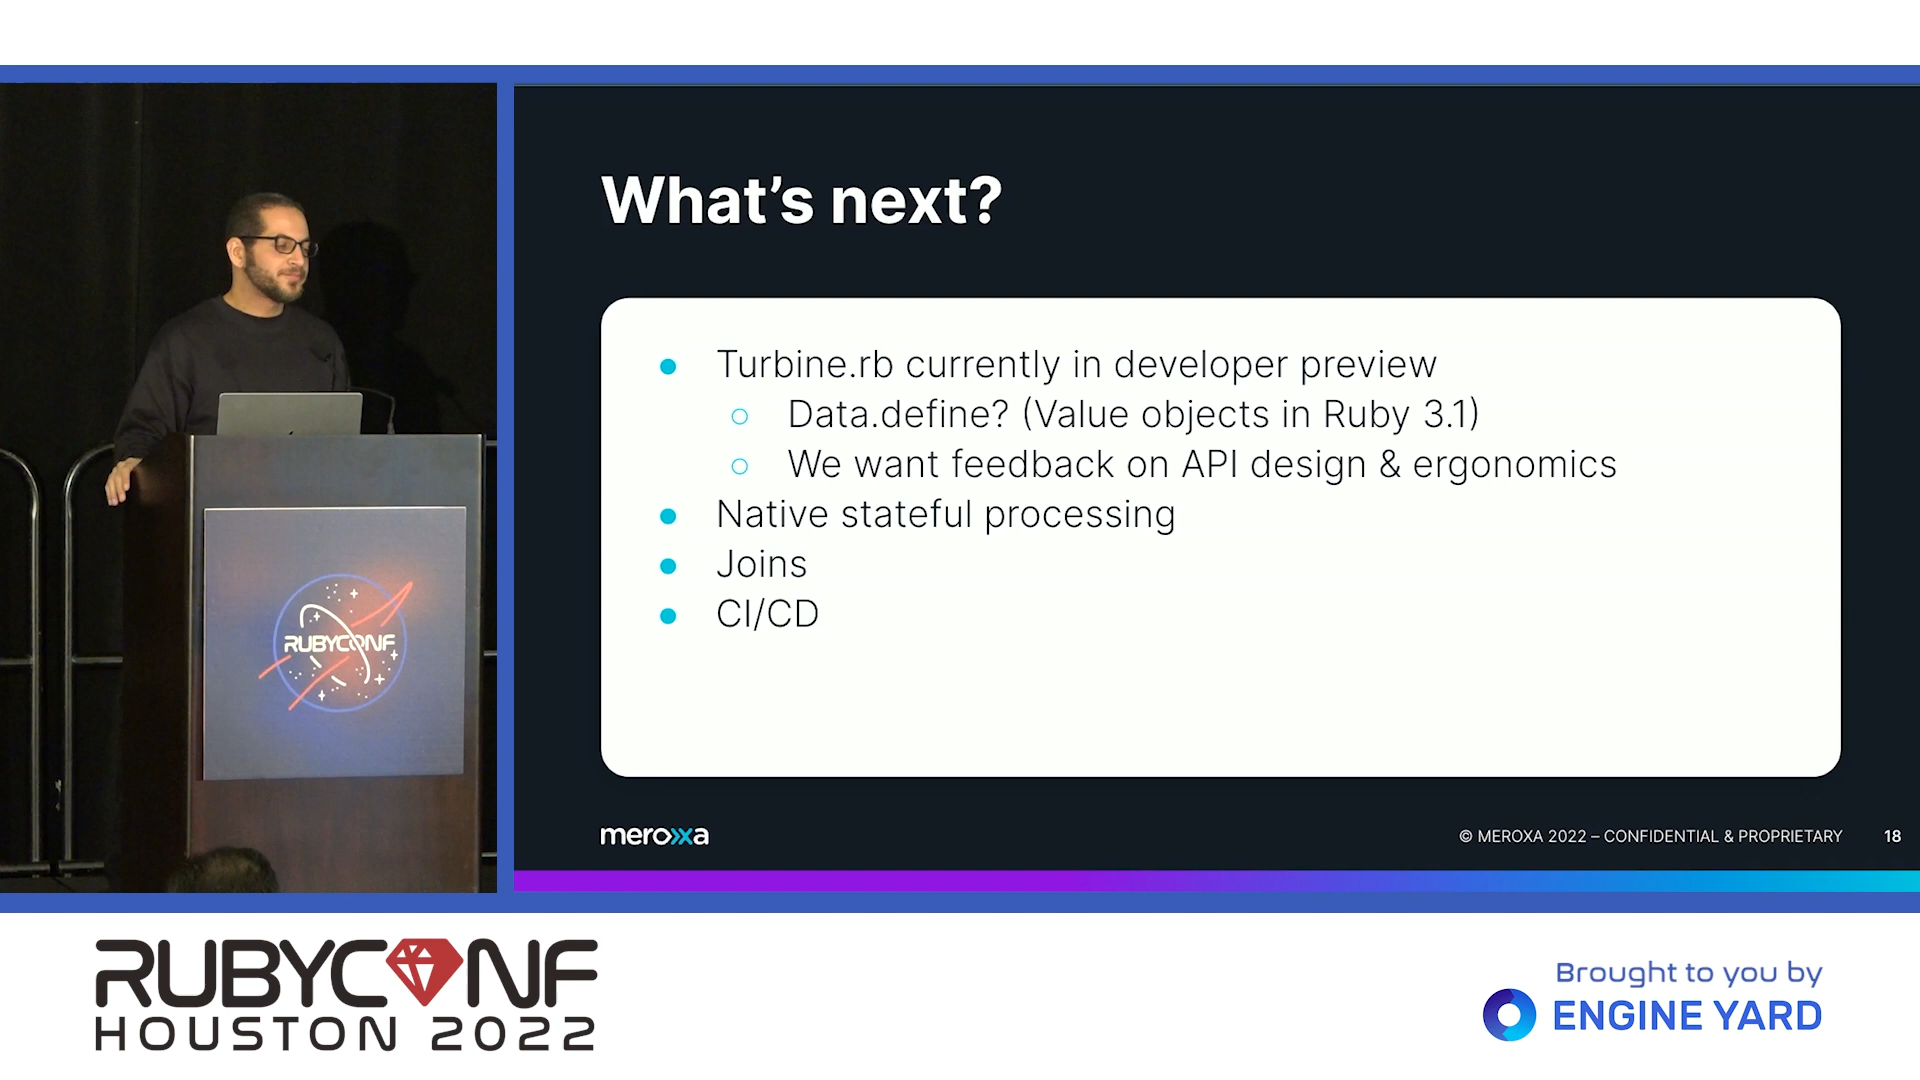 What's next?
Turbine.rb currently in developer preview
Data.define? (Value objects in Ruby 3.1)
We want feedback on API design & ergonomics
Native stateful processing
Joins
CI/CD
meroxa
© MEROXA 2022 – CONFIDENTIAL & PROPRIETARY 18
RUBYCONF
RUBYCONF
HOUSTON 2022
Brought to you by
ENGINE YARD